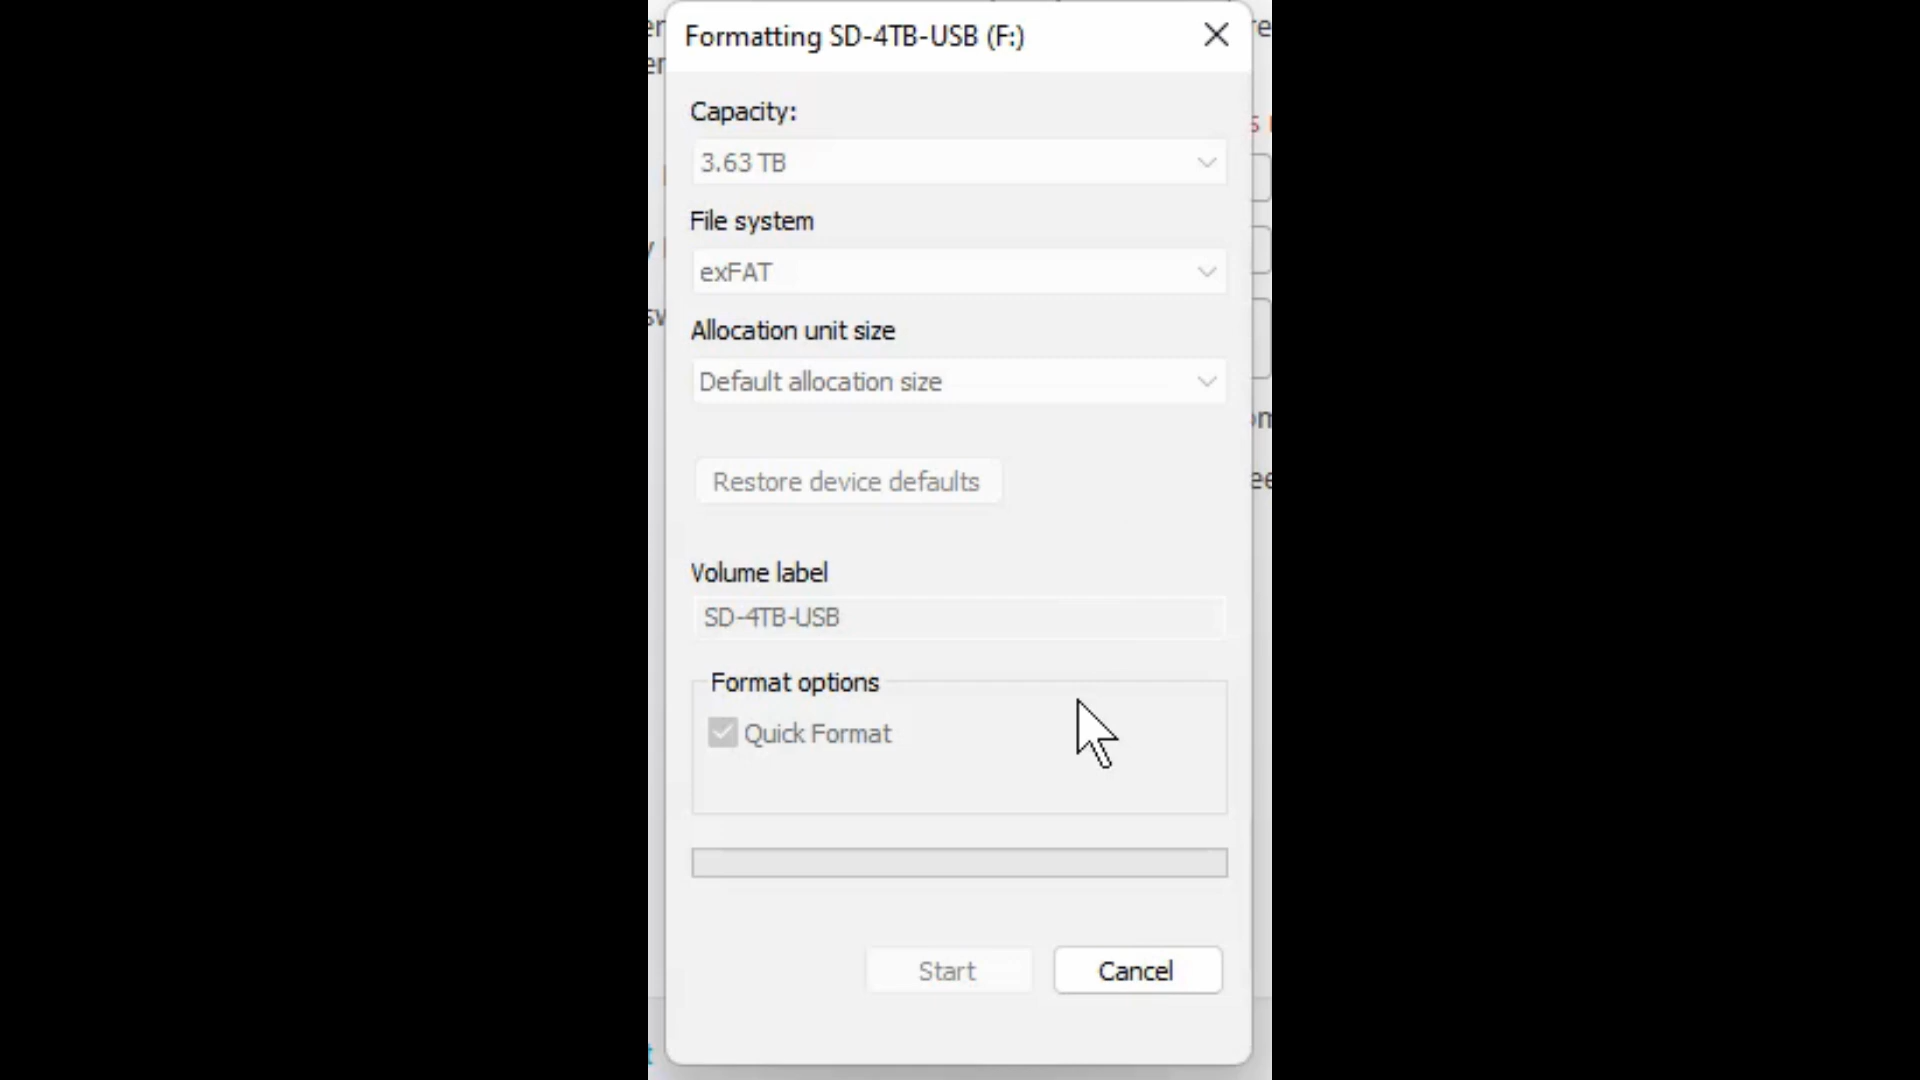 Formatting SD-4TB-USB (F:)
Capacity:
3.63 TB
File system
exFAT
Allocation unit size
Default allocation size
Restore device defaults
Volume label
SD-4TB-USB
Format options
Quick Format
Start
Cancel